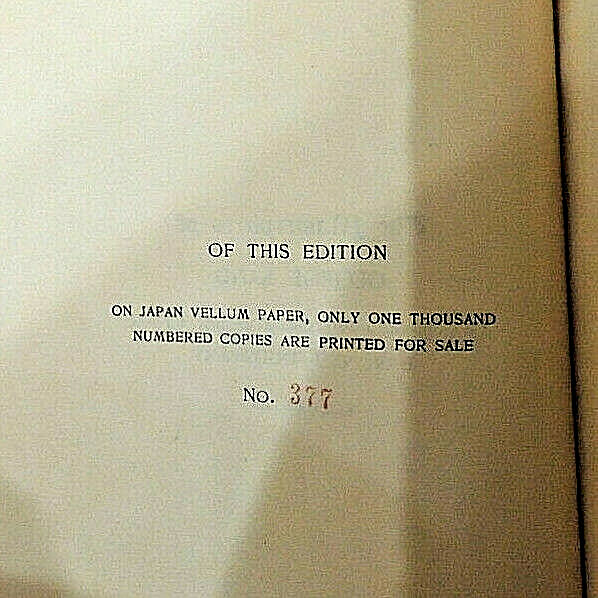 OF THIS EDITION
ON JAPAN VELLUM PAPER, ONLY ONE THOUSAND
NUMBERED COPIES ARE PRINTED FOR SALE
No. 377